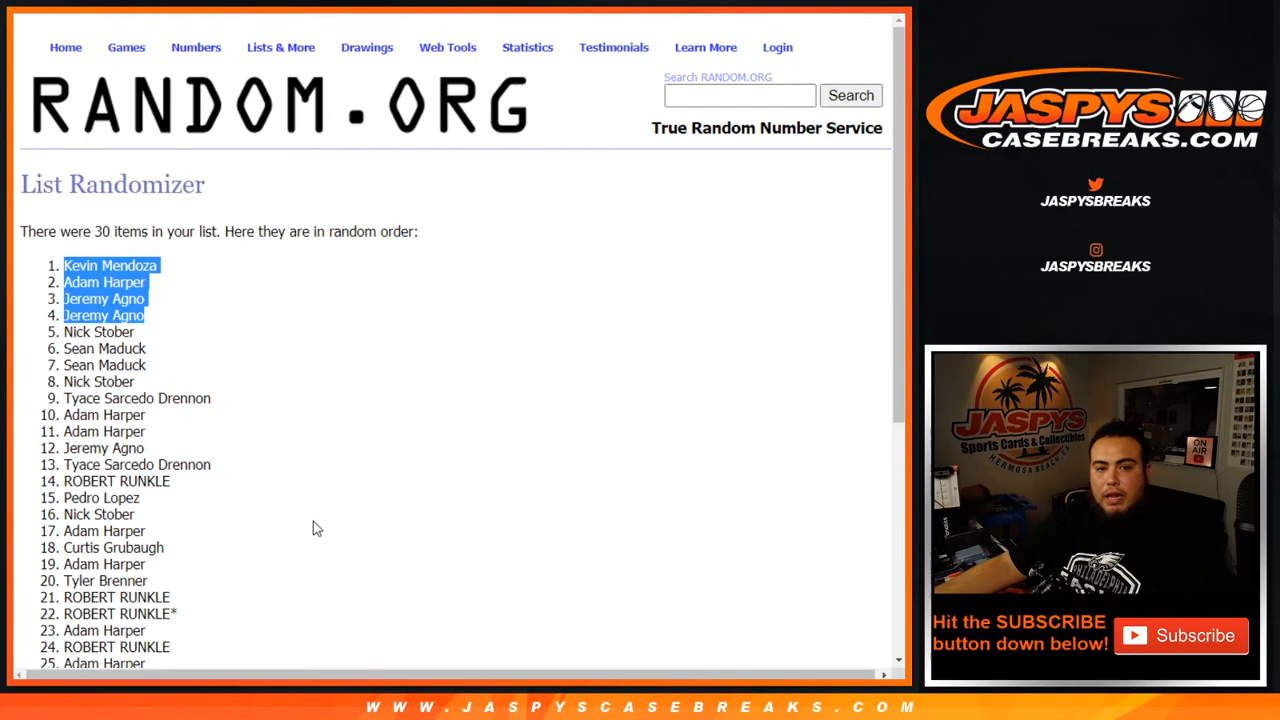 Home Games Numbers Lists & More Drawings Web Tools Statistics Testimonials Learn More Login
RANDOM.ORG
Search RANDOM.ORG
Search
True Random Number Service
List Randomizer
There were 30 items in your list. Here they are in random order:
1. Kevin Mendoza
2. Adam Harper
3. Jeremy Agno
4. Jeremy Agno
5. Nick Stober
6. Sean Maduck
7. Sean Maduck
8. Nick Stober
9. Tyace Sarcedo Drennon
10. Adam Harper
11. Adam Harper
12. Jeremy Agno
13. Tyace Sarcedo Drennon
14. ROBERT RUNKLE
15. Pedro Lopez
16. Nick Stober
17. Adam Harper
18. Curtis Grubaugh
19. Adam Harper
20. Tyler Brenner
21. ROBERT RUNKLE
22. ROBERT RUNKLE*
23. Adam Harper
24. ROBERT RUNKLE
25. Adam Harper
JASPYS
CASEBREAKS.COM
JASPYSBREAKS
JASPYSBREAKS
JASPYS
Sports Cards & Collectibles
HERMOSA BEACH, CA
ON
AIR
PHILADELPHIA
Hit the SUBSCRIBE
button down below!
Subscribe
WWW.JASPYSCASEBREAKS.COM